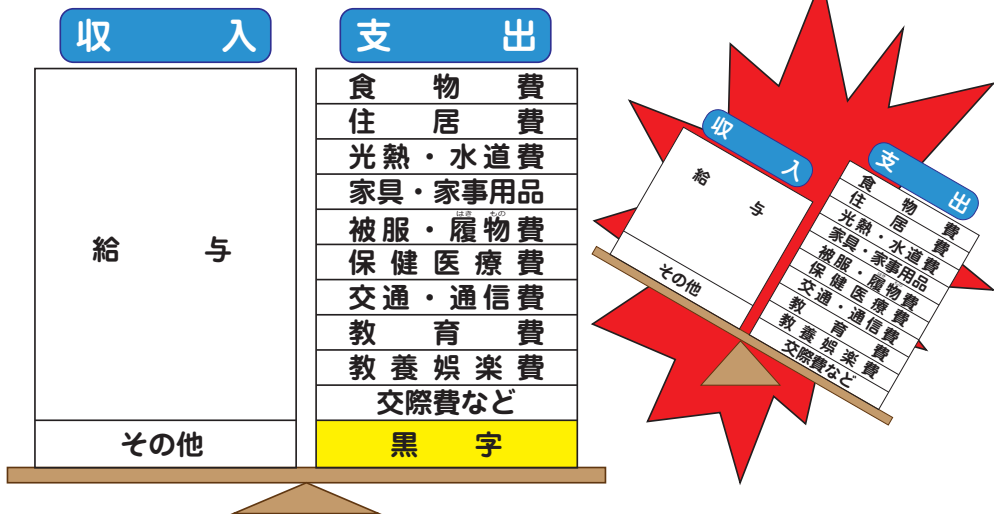 収入
給与
その他
支出
食物費
住居費
光熱・水道費
家具・家事用品
被服・履物費
はきもの
保健医療費
交通・通信費
教育費
教養娯楽費
交際費など
黒字
収入
給与
その他
支出
食物費
住居費
光熱・水道費
家具・家事用品
被服・履物費
保健医療費
交通・通信費
教育費
教養娯楽費
交際費など